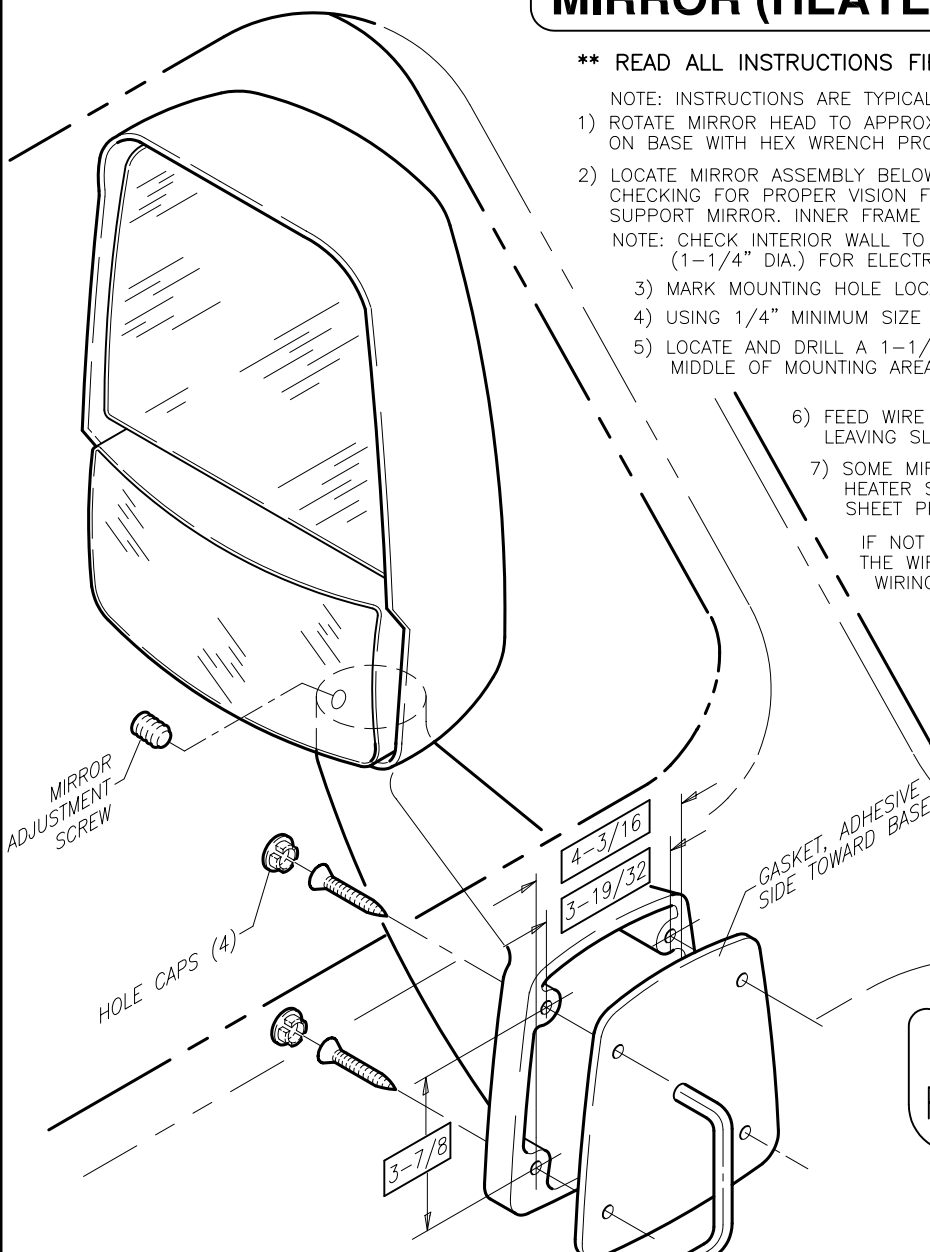 MIRROR (HEATE
** READ ALL INSTRUCTIONS FI
NOTE: INSTRUCTIONS ARE TYPICAL
1) ROTATE MIRROR HEAD TO APPROX
ON BASE WITH HEX WRENCH PRO
2) LOCATE MIRROR ASSEMBLY BELOW
CHECKING FOR PROPER VISION F
SUPPORT MIRROR. INNER FRAME
NOTE: CHECK INTERIOR WALL TO
(1-1/4" DIA.) FOR ELECTR
3) MARK MOUNTING HOLE LOCA
4) USING 1/4" MINIMUM SIZE
5) LOCATE AND DRILL A 1-1/
MIDDLE OF MOUNTING AREA
6) FEED WIRE
LEAVING SL
7) SOME MIR
HEATER S
SHEET P
IF NOT
THE WIR
WIRING
MIRROR
ADJUSTMENT
SCREW
4-3/16
3-19/32
GASKET, ADHESIVE
SIDE TOWARD BASE
HOLE CAPS (4)
3-7/8